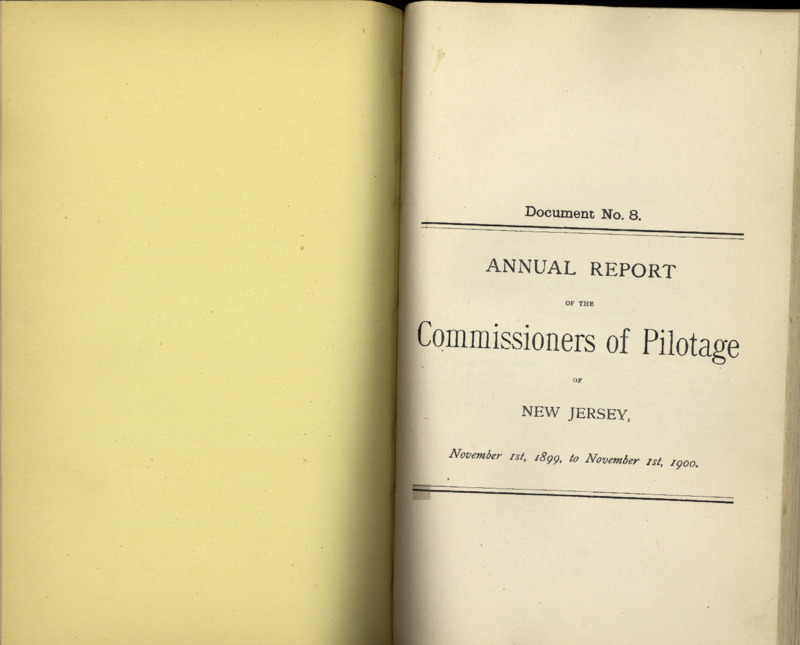 Document No. 8.
ANNUAL REPORT
OF THE
Commissioners of Pilotage
OF
NEW JERSEY,
November 1st, 1899, to November 1st, 1900.